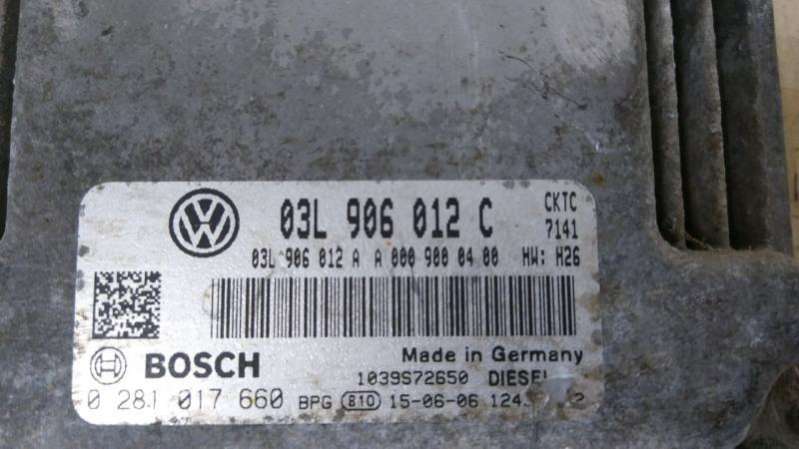 03L 906 012 C CKTC
7141
03L 906 012 A A 000 900 04 00 HW: H26
BOSCH Made in Germany
1039S72650 DIESEL
0 281 017 660 BPG 810 15-06-06